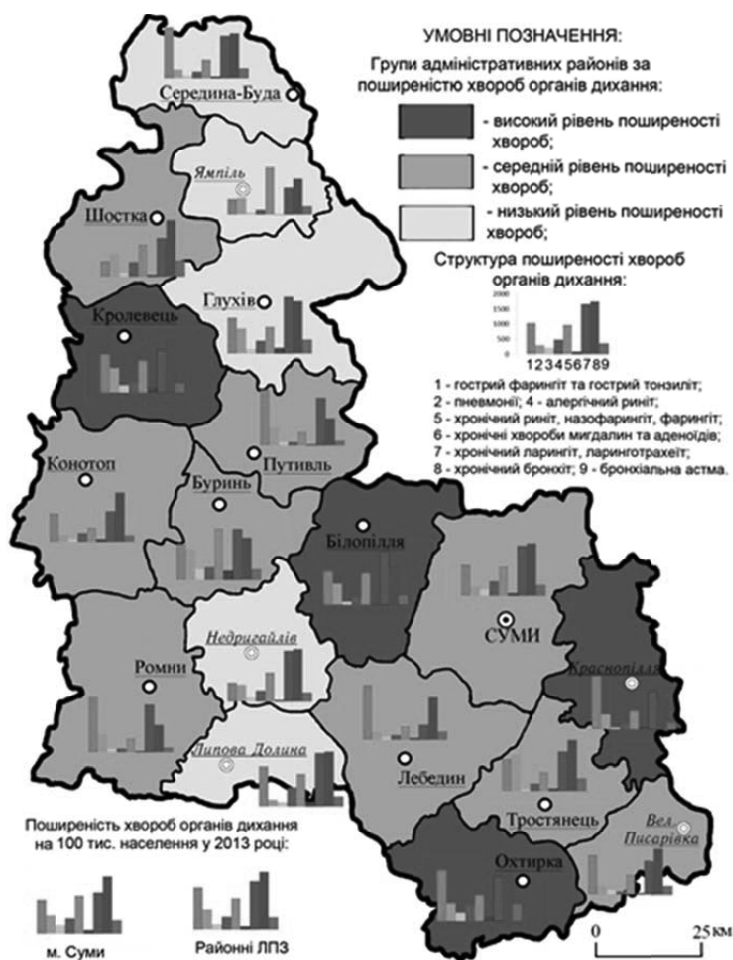 УМОВНІ ПОЗНАЧЕННЯ:
Групи адміністративних районів за
поширеністю хвороб органів дихання:
- високий рівень поширеності
хвороб;
- середній рівень поширеності
хвороб;
- низький рівень поширеності
хвороб;
Структура поширеності хвороб
органів дихання:
2000
1500
1000
500
0
123456789
1 - гострий фарингіт та гострий тонзиліт;
2 - пневмонії; 4 - алергічний риніт;
5 - хронічний риніт, назофарингіт, фарингіт;
6 - хронічні хвороби мигдалин та аденоїдів;
7 - хронічний ларингіт, ларинготрахеїт;
8 - хронічний бронхіт; 9 - бронхіальна астма.
Середина-Буда
Ямпіль
Шостка
Глухів
Кролевець
Путивль
Конотоп
Буринь
Білопілля
СУМИ
Недригайлів
Краснопілля
Ромни
Липова Долина
Лебедин
Тростянець
Вел.
Писарівка
Охтирка
Поширеність хвороб органів дихання
на 100 тис. населення у 2013 році:
м. Суми
Районні ЛПЗ
0 25 км